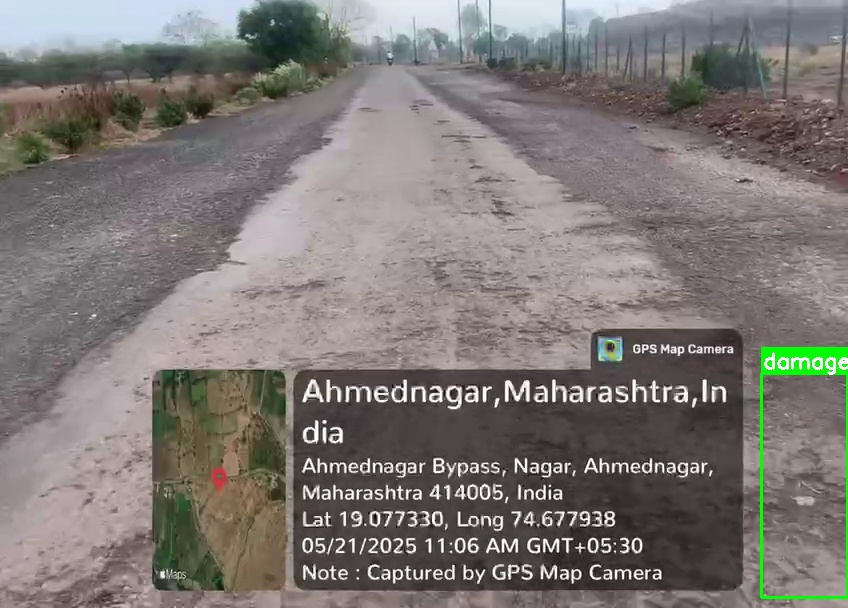 GPS Map Camera
damage
Ahmednagar,Maharashtra,In
dia
Ahmednagar Bypass, Nagar, Ahmednagar,
Maharashtra 414005, India
Lat 19.077330, Long 74.677938
05/21/2025 11:06 AM GMT+05:30
Note : Captured by GPS Map Camera
Maps